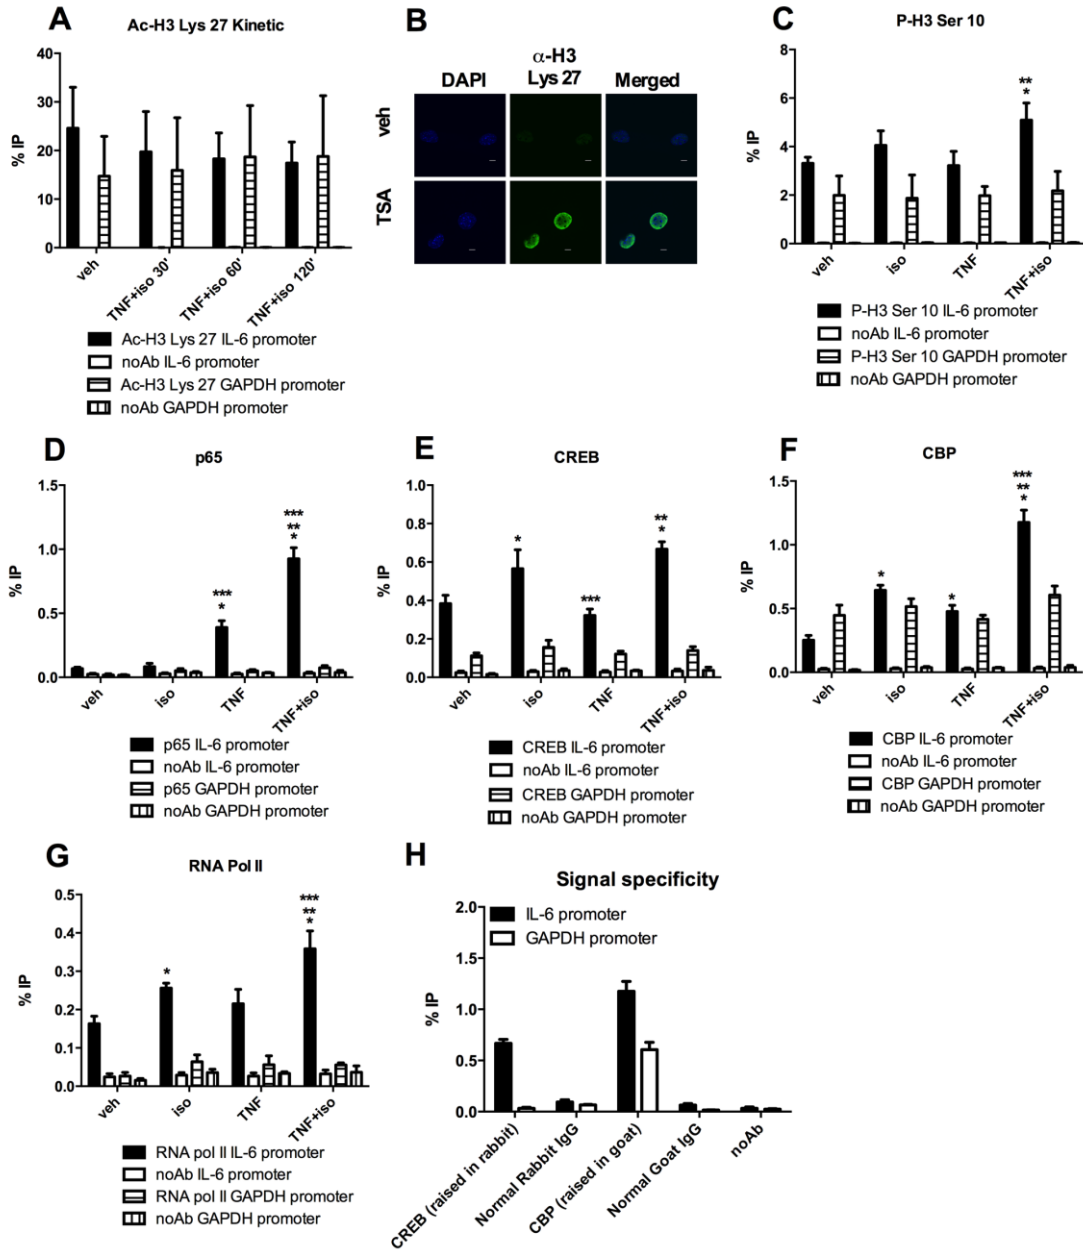 A
Ac-H3 Lys 27 Kinetic
% IP
40
30
20
10
0
veh
TNF+iso 30'
TNF+iso 60'
TNF+iso 120'
Ac-H3 Lys 27 IL-6 promoter
noAb IL-6 promoter
Ac-H3 Lys 27 GAPDH promoter
noAb GAPDH promoter
B
α-H3
DAPI Lys 27 Merged
veh
TSA
C
P-H3 Ser 10
% IP
8
6
4
2
0
**
*
veh
iso
TNF
TNF+iso
P-H3 Ser 10 IL-6 promoter
noAb IL-6 promoter
P-H3 Ser 10 GAPDH promoter
noAb GAPDH promoter
D
p65
% IP
1.5
1.0
0.5
0.0
***
*
***
**
*
veh
iso
TNF
TNF+iso
p65 IL-6 promoter
noAb IL-6 promoter
p65 GAPDH promoter
noAb GAPDH promoter
E
CREB
% IP
1.0
0.8
0.6
0.4
0.2
0.0
*
***
**
*
veh
iso
TNF
TNF+iso
CREB IL-6 promoter
noAb IL-6 promoter
CREB GAPDH promoter
noAb GAPDH promoter
F
CBP
% IP
1.5
1.0
0.5
0.0
*
*
***
**
*
veh
iso
TNF
TNF+iso
CBP IL-6 promoter
noAb IL-6 promoter
CBP GAPDH promoter
noAb GAPDH promoter
G
RNA Pol II
% IP
0.5
0.4
0.3
0.2
0.1
0.0
*
***
**
*
veh
iso
TNF
TNF+iso
RNA pol II IL-6 promoter
noAb IL-6 promoter
RNA pol II GAPDH promoter
noAb GAPDH promoter
H
Signal specificity
% IP
2.0
1.5
1.0
0.5
0.0
IL-6 promoter
GAPDH promoter
CREB (raised in rabbit)
Normal Rabbit IgG
CBP (raised in goat)
Normal Goat IgG
noAb